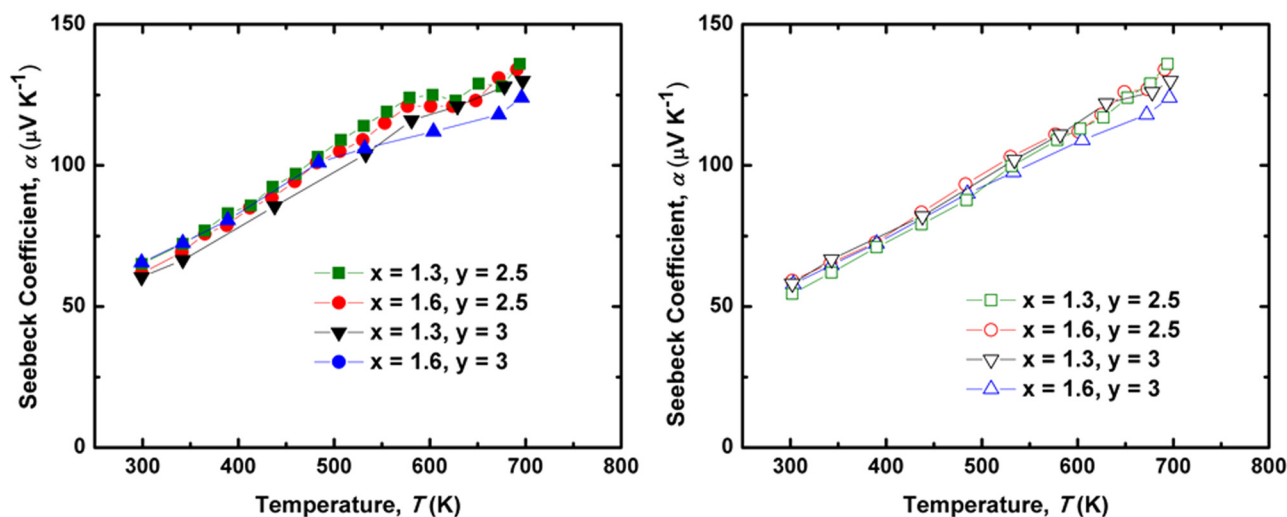 150
100
50
0
Seebeck Coefficient, α (μV K⁻¹)
x = 1.3, y = 2.5
x = 1.6, y = 2.5
x = 1.3, y = 3
x = 1.6, y = 3
300 400 500 600 700 800
Temperature, T (K)
150
100
50
0
Seebeck Coefficient, α (μV K⁻¹)
x = 1.3, y = 2.5
x = 1.6, y = 2.5
x = 1.3, y = 3
x = 1.6, y = 3
300 400 500 600 700 800
Temperature, T (K)